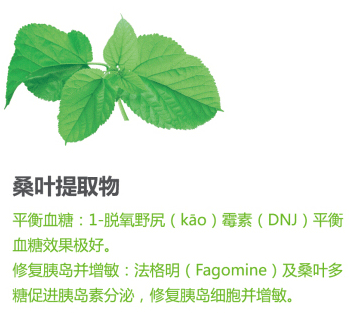 桑叶提取物
平衡血糖：1-脱氧野尻（kāo）霉素（DNJ）平衡
血糖效果极好。
修复胰岛并增敏：法格明（Fagomine）及桑叶多
糖促进胰岛素分泌，修复胰岛细胞并增敏。